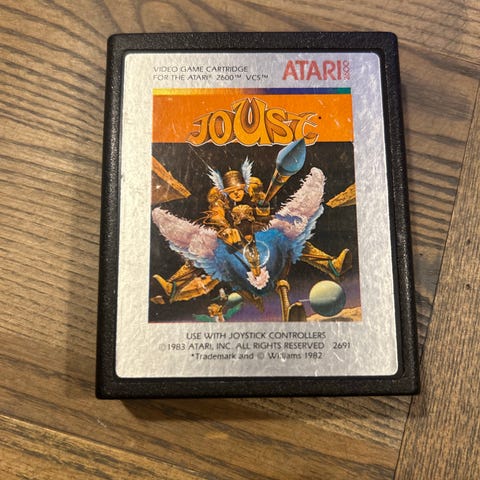 VIDEO GAME CARTRIDGE
FOR THE ATARI® 2600™ VCS™
ATARI® 2600
JOUST*
USE WITH JOYSTICK CONTROLLERS
©1983 ATARI, INC. ALL RIGHTS RESERVED 2691
*Trademark and © Williams 1982